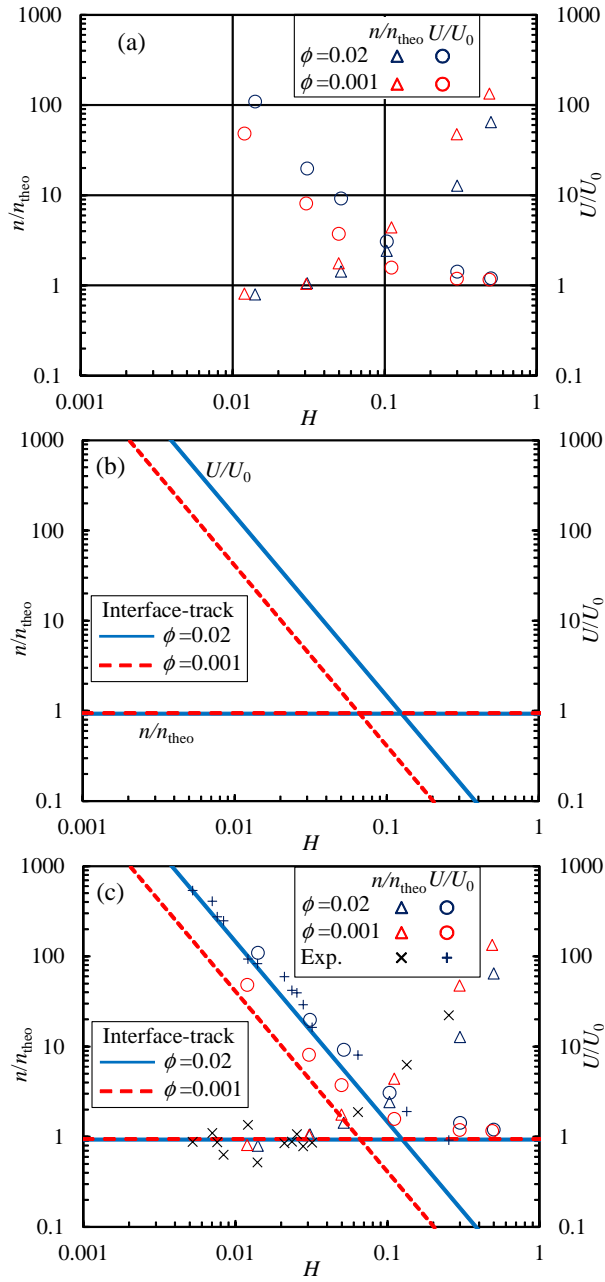 (a)
n/n_theo U/U_0
ϕ=0.02
ϕ=0.001
1000
100
10
1
0.1
n/n_theo
1000
100
10
1
0.1
U/U_0
0.001 0.01 0.1 1
H
(b)
U/U_0
Interface-track
ϕ=0.02
ϕ=0.001
n/n_theo
1000
100
10
1
0.1
n/n_theo
1000
100
10
1
0.1
U/U_0
0.001 0.01 0.1 1
H
(c)
n/n_theo U/U_0
ϕ=0.02
ϕ=0.001
Exp.
Interface-track
ϕ=0.02
ϕ=0.001
1000
100
10
1
0.1
n/n_theo
1000
100
10
1
0.1
U/U_0
0.001 0.01 0.1 1
H